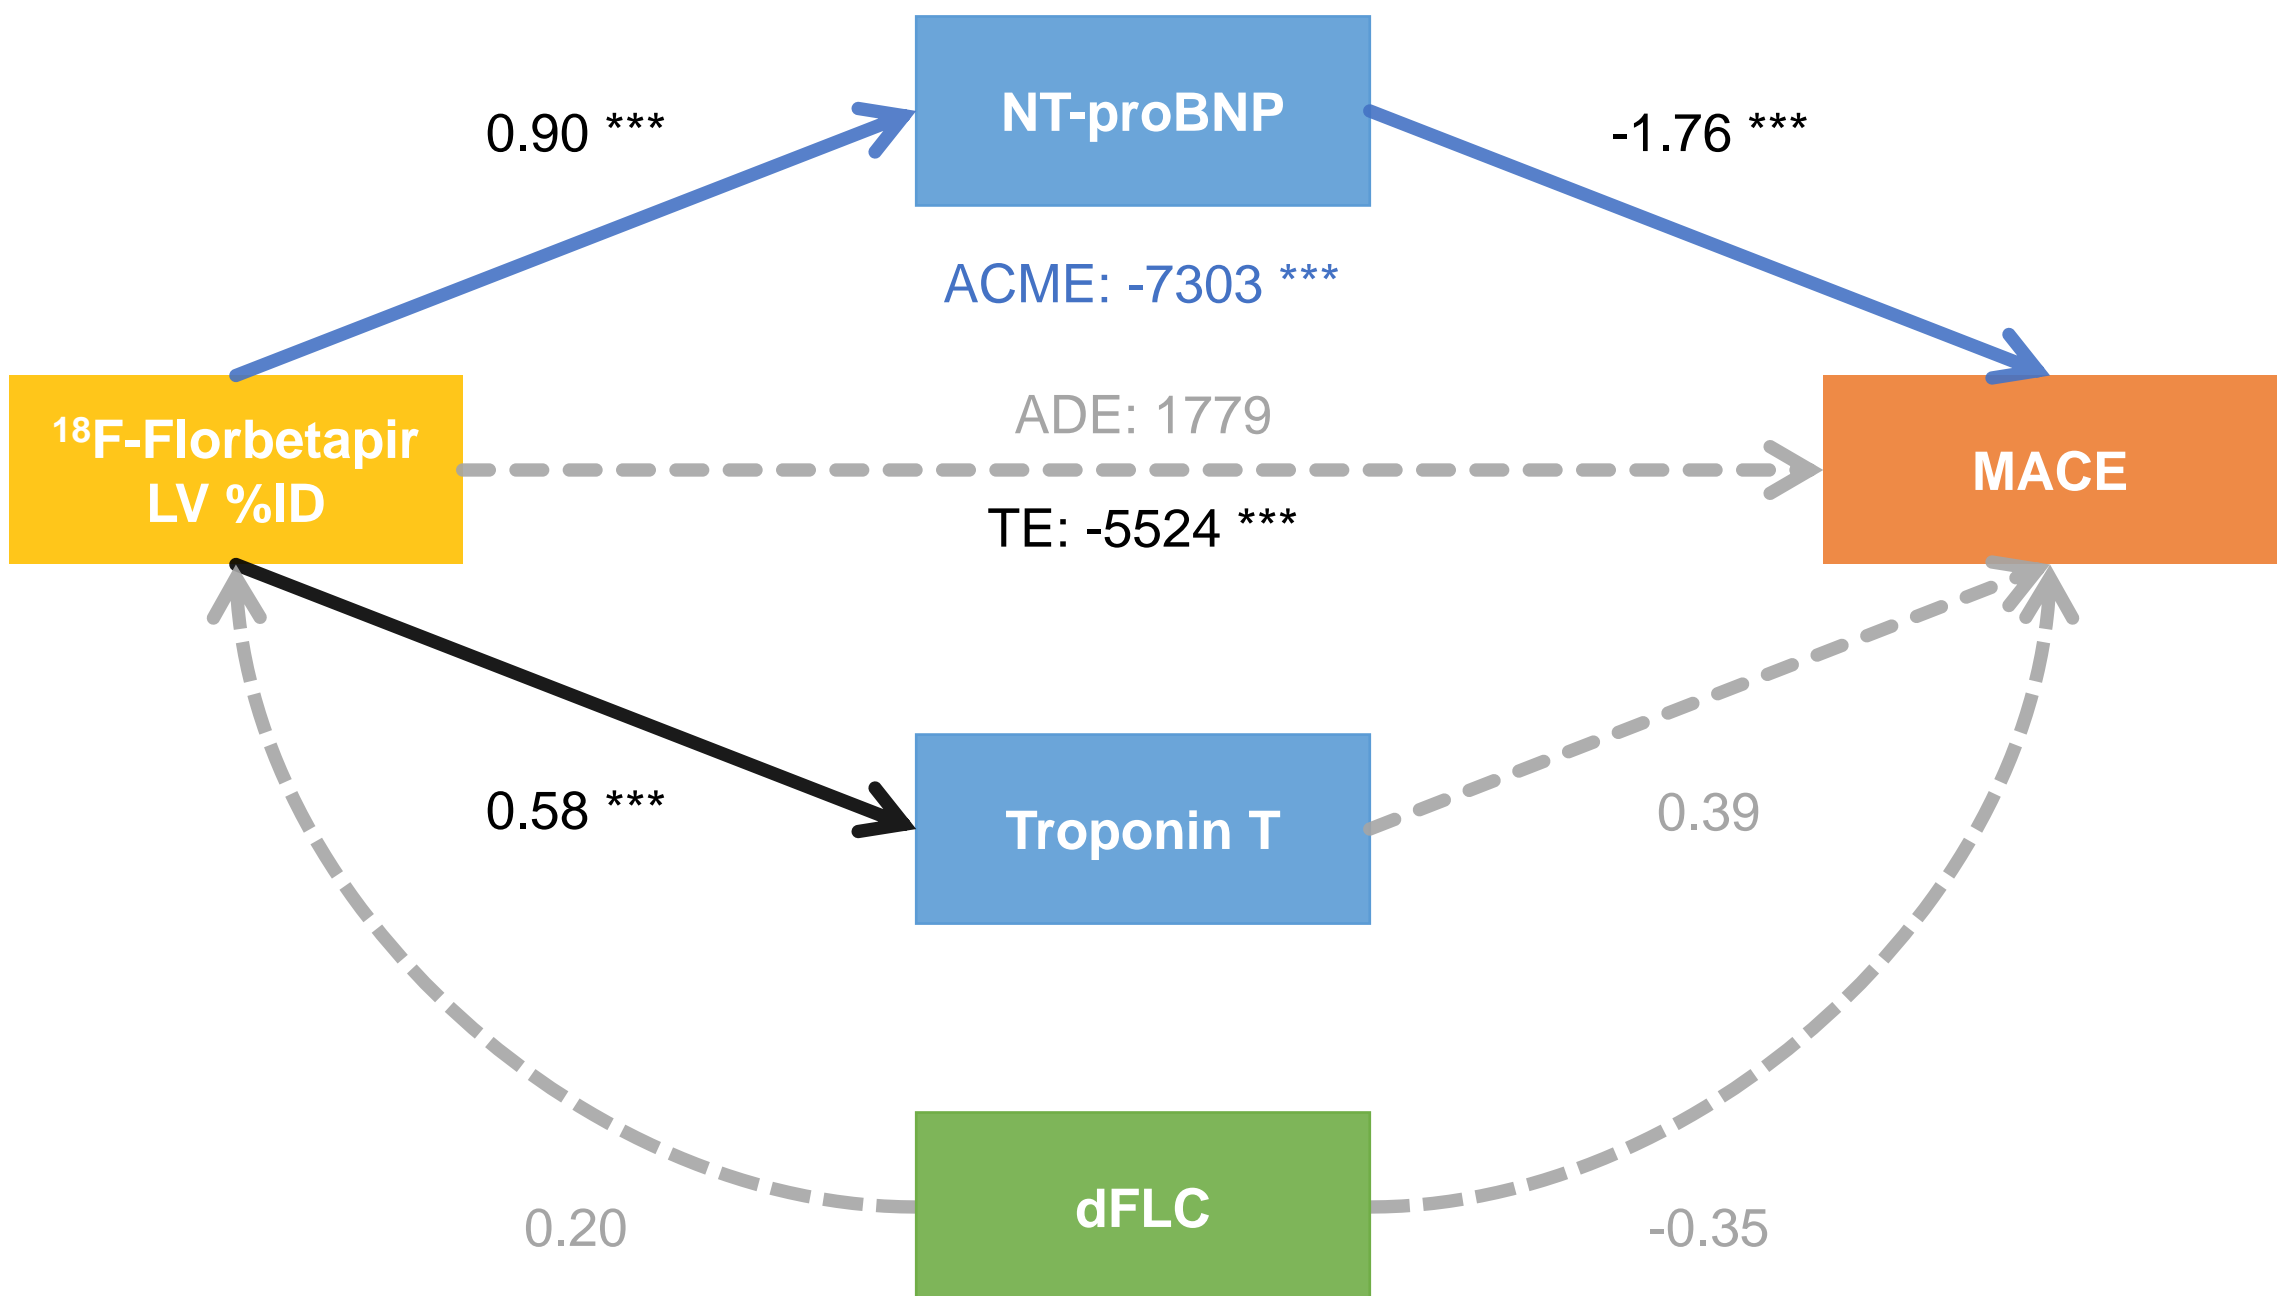 NT-proBNP
0.90 ***
-1.76 ***
ACME: -7303 ***
ADE: 1779
¹⁸F-Florbetapir
LV %ID
MACE
TE: -5524 ***
0.58 ***
Troponin T
0.39
dFLC
0.20
-0.35